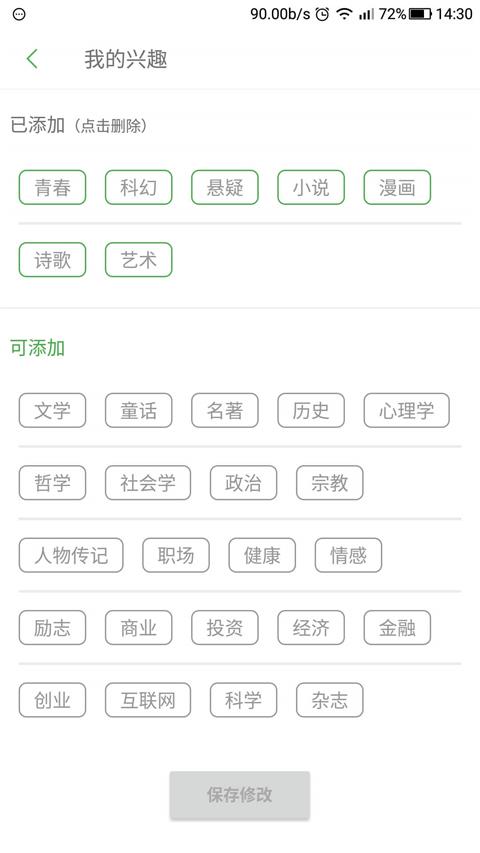 90.00b/s 72% 14:30
我的兴趣
已添加（点击删除）
青春 科幻 悬疑 小说 漫画
诗歌 艺术
可添加
文学 童话 名著 历史 心理学
哲学 社会学 政治 宗教
人物传记 职场 健康 情感
励志 商业 投资 经济 金融
创业 互联网 科学 杂志
保存修改